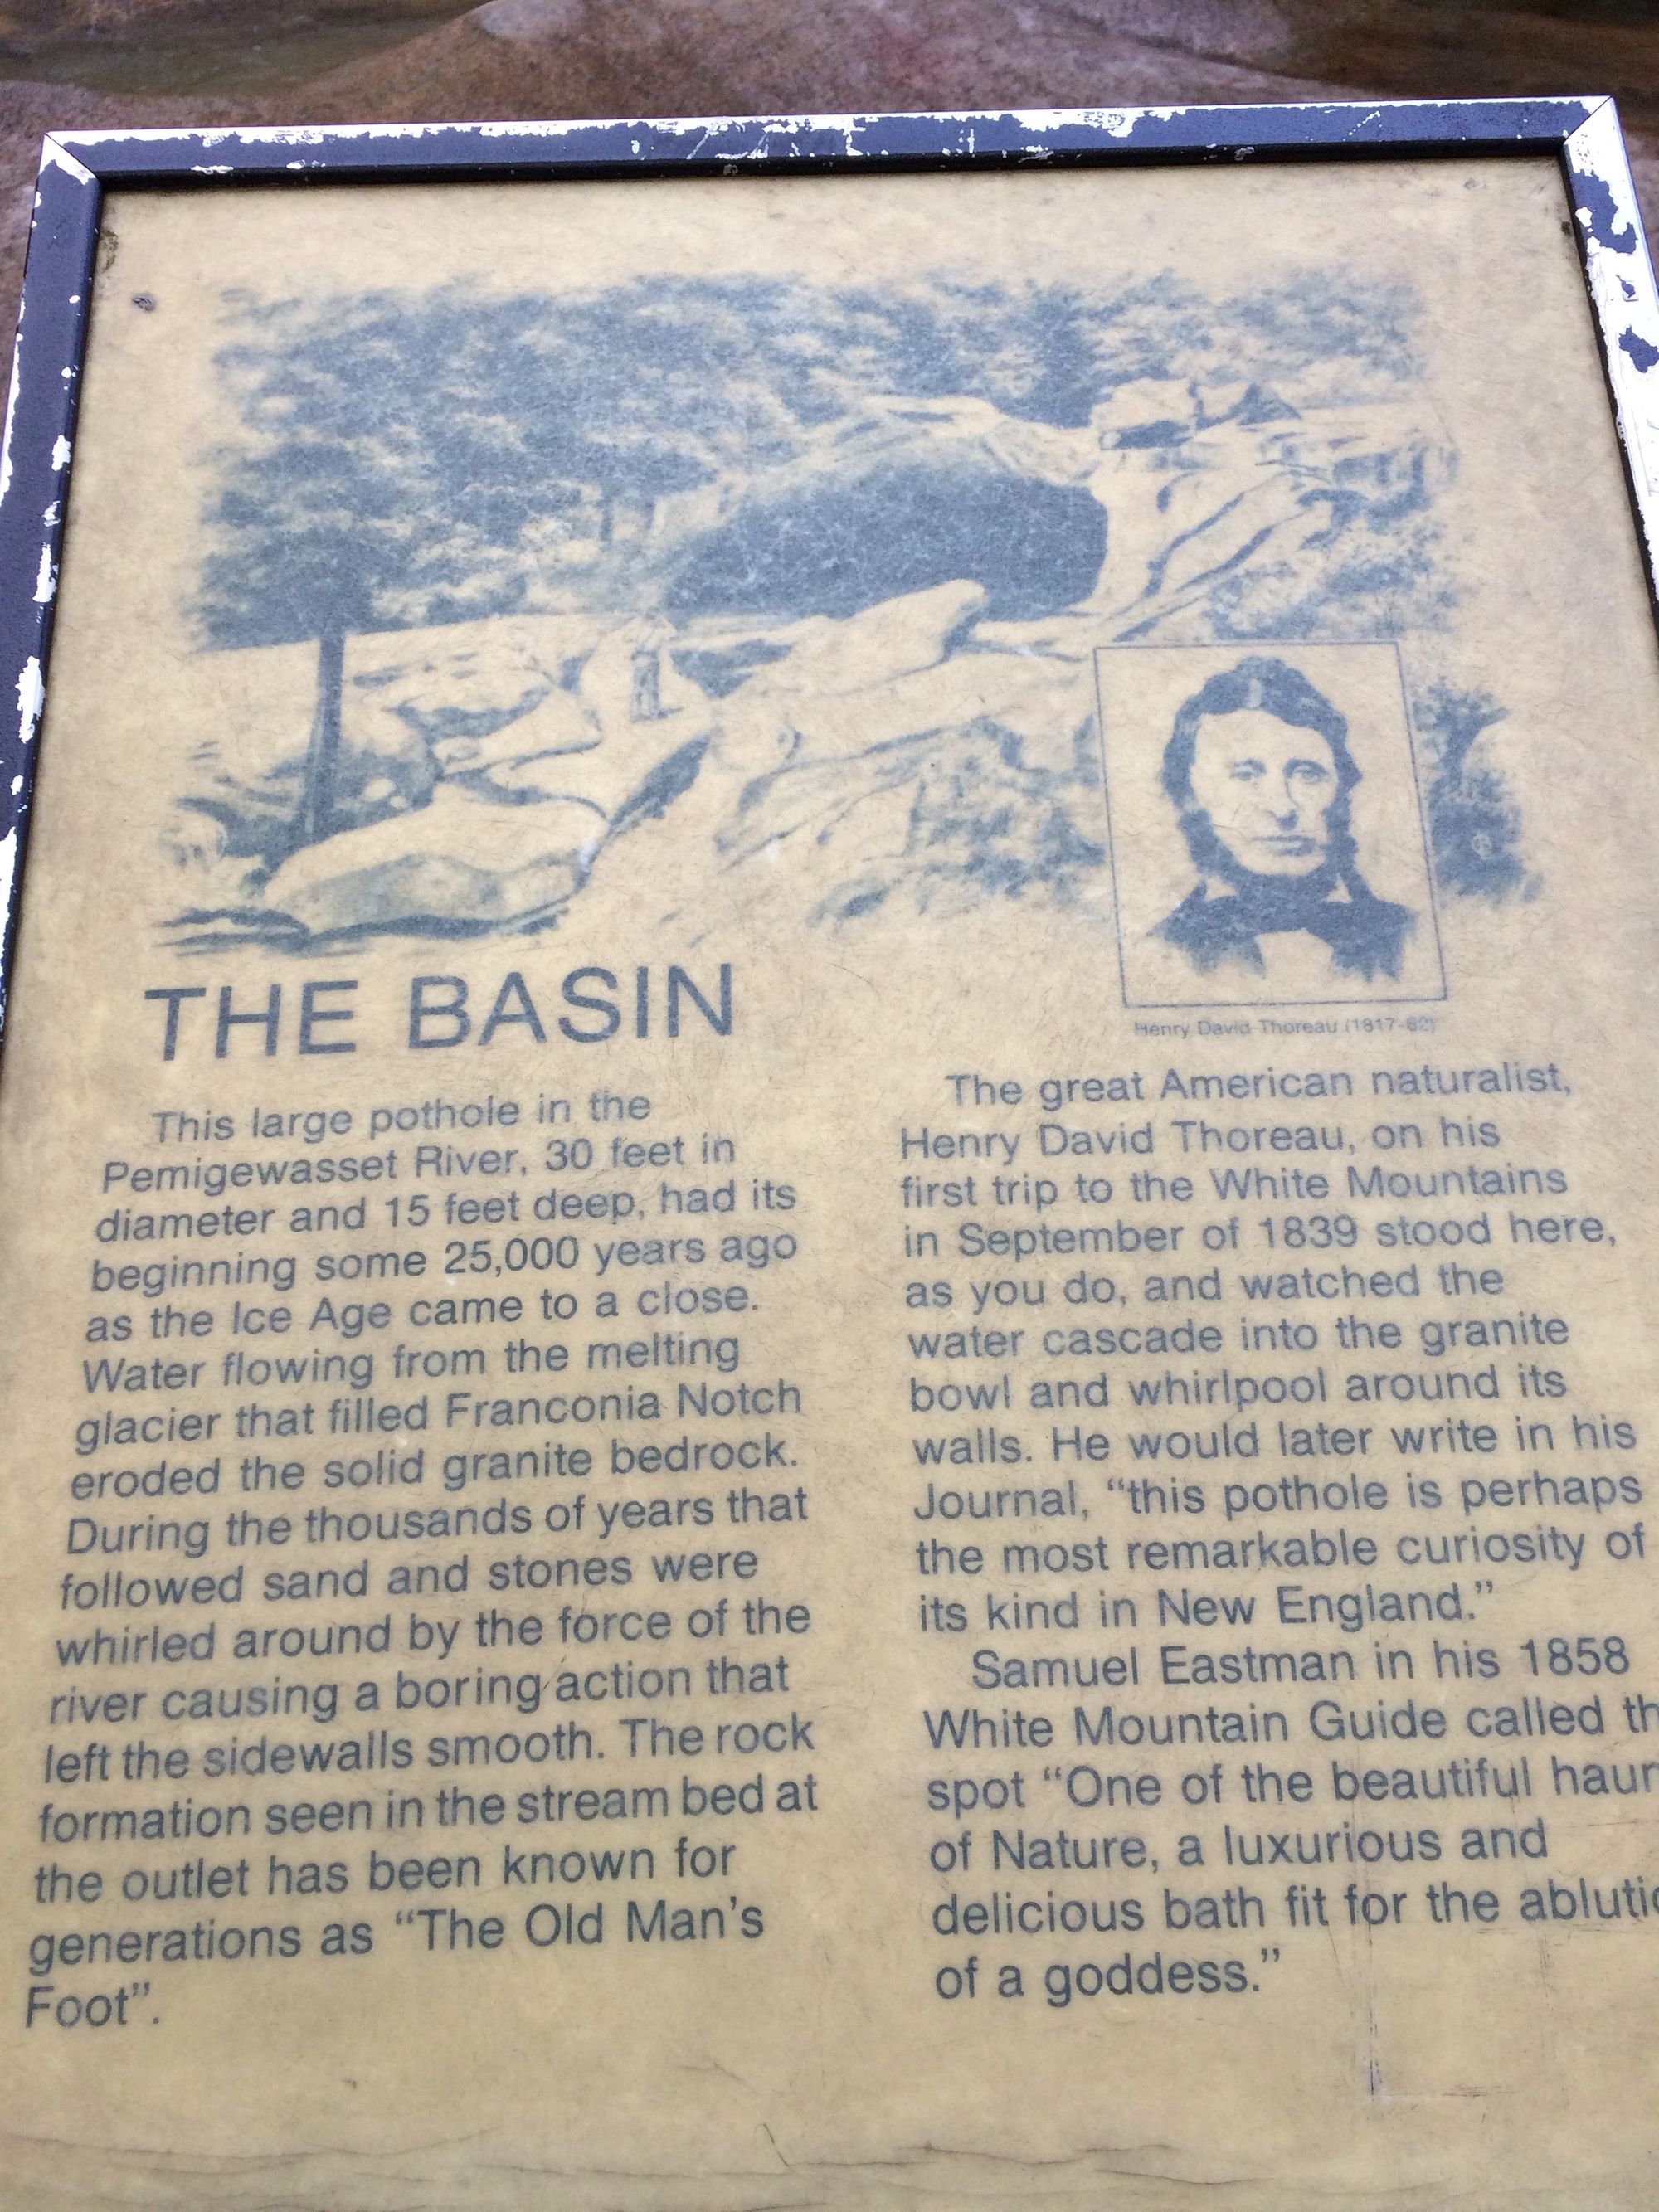 THE BASIN
This large pothole in the
Pemigewasset River, 30 feet in
diameter and 15 feet deep, had its
beginning some 25,000 years ago
as the Ice Age came to a close.
Water flowing from the melting
glacier that filled Franconia Notch
eroded the solid granite bedrock.
During the thousands of years that
followed sand and stones were
whirled around by the force of the
river causing a boring action that
left the sidewalls smooth. The rock
formation seen in the stream bed at
the outlet has been known for
generations as “The Old Man’s
Foot”.
Henry David Thoreau (1817-62)
The great American naturalist,
Henry David Thoreau, on his
first trip to the White Mountains
in September of 1839 stood here,
as you do, and watched the
water cascade into the granite
bowl and whirlpool around its
walls. He would later write in his
Journal, “this pothole is perhaps
the most remarkable curiosity of
its kind in New England.”
Samuel Eastman in his 1858
White Mountain Guide called
spot “One of the beautiful
of Nature, a luxurious and
delicious bath fit for the
of a goddess.”